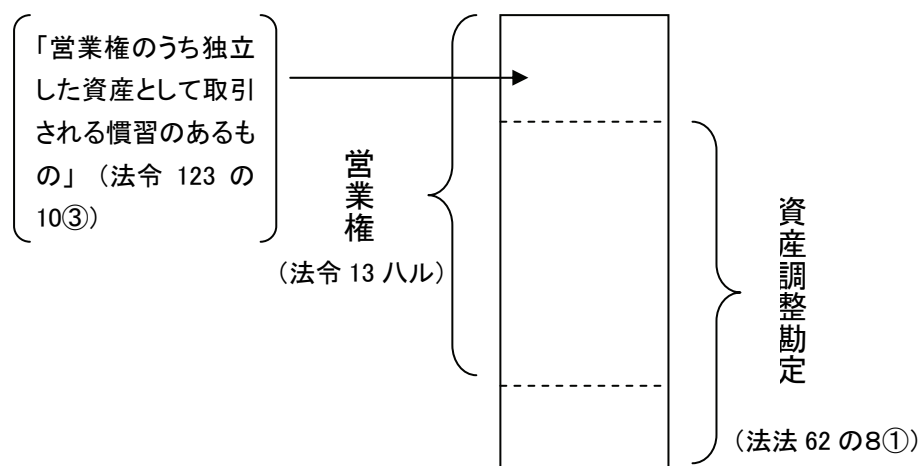 「営業権のうち独立
した資産として取引
される慣習のあるも
の」（法令 123 の
10③）
営業権
（法令 13 八ル）
資産調整勘定
（法法 62 の８①）